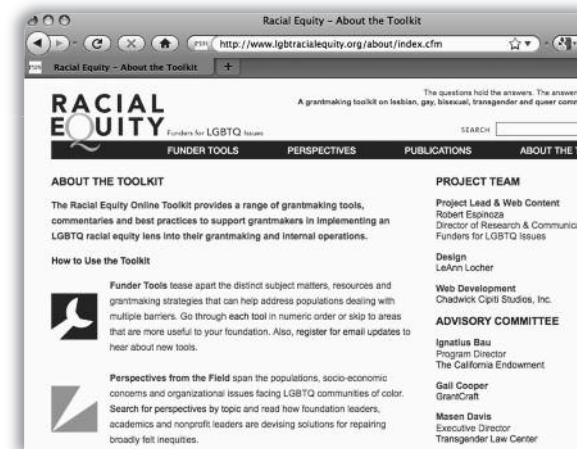 Racial Equity – About the Toolkit
http://www.lgbtracialequity.org/about/index.cfm
Racial Equity – About the Toolkit
+
The questions hold the answers. The answer
A grantmaking toolkit on lesbian, gay, bisexual, transgender and queer comm
RACIAL
EQUITY Funders for LGBTQ Issues
SEARCH
FUNDER TOOLS PERSPECTIVES PUBLICATIONS ABOUT THE T
ABOUT THE TOOLKIT
The Racial Equity Online Toolkit provides a range of grantmaking tools,
commentaries and best practices to support grantmakers in implementing an
LGBTQ racial equity lens into their grantmaking and internal operations.
How to Use the Toolkit
Funder Tools tease apart the distinct subject matters, resources and
grantmaking strategies that can help address populations dealing with
multiple barriers. Go through each tool in numeric order or skip to areas
that are more useful to your foundation. Also, register for email updates to
hear about new tools.
Perspectives from the Field span the populations, socio-economic
concerns and organizational issues facing LGBTQ communities of color.
Search for perspectives by topic and read how foundation leaders,
academics and nonprofit leaders are devising solutions for repairing
broadly felt inequities.
PROJECT TEAM
Project Lead & Web Content
Robert Espinoza
Director of Research & Communica
Funders for LGBTQ Issues
Design
LeAnn Locher
Web Development
Chadwick Cipiti Studios, Inc.
ADVISORY COMMITTEE
Ignatius Bau
Program Director
The California Endowment
Gail Cooper
GrantCraft
Masen Davis
Executive Director
Transgender Law Center